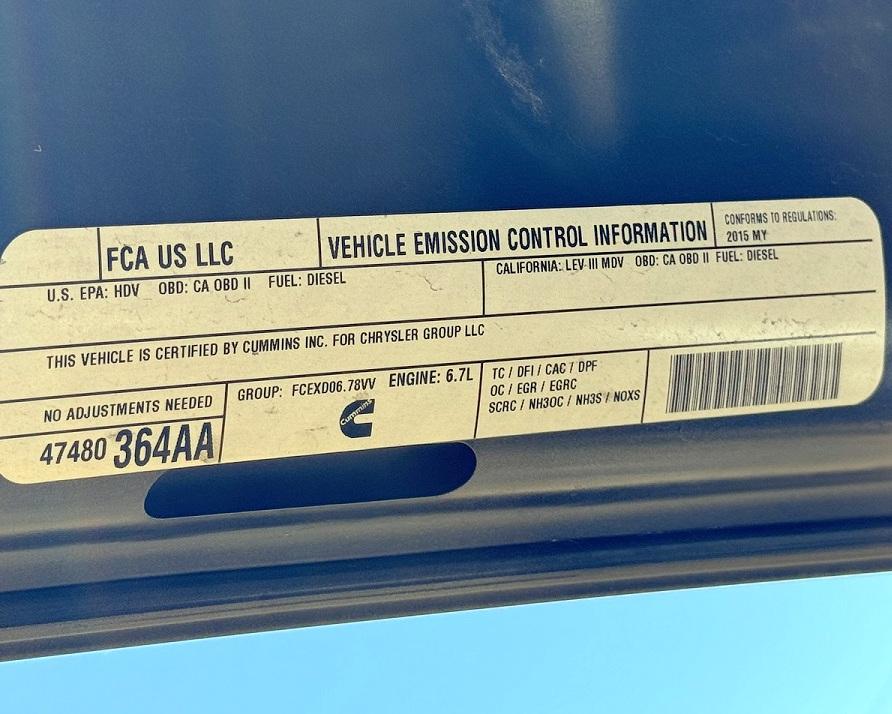 FCA US LLC
VEHICLE EMISSION CONTROL INFORMATION
CONFORMS TO REGULATIONS:
2015 MY
U.S. EPA: HDV OBD: CA OBD II FUEL: DIESEL
CALIFORNIA: LEV-III MDV OBD: CA OBD II FUEL: DIESEL
THIS VEHICLE IS CERTIFIED BY CUMMINS INC. FOR CHRYSLER GROUP LLC
NO ADJUSTMENTS NEEDED
47480 364AA
GROUP: FCEXD06.78VV ENGINE: 6.7L
Cummins
TC / DFI / CAC / DPF
OC / EGR / EGRC
SCRC / NH3OC / NH3S / NOXS